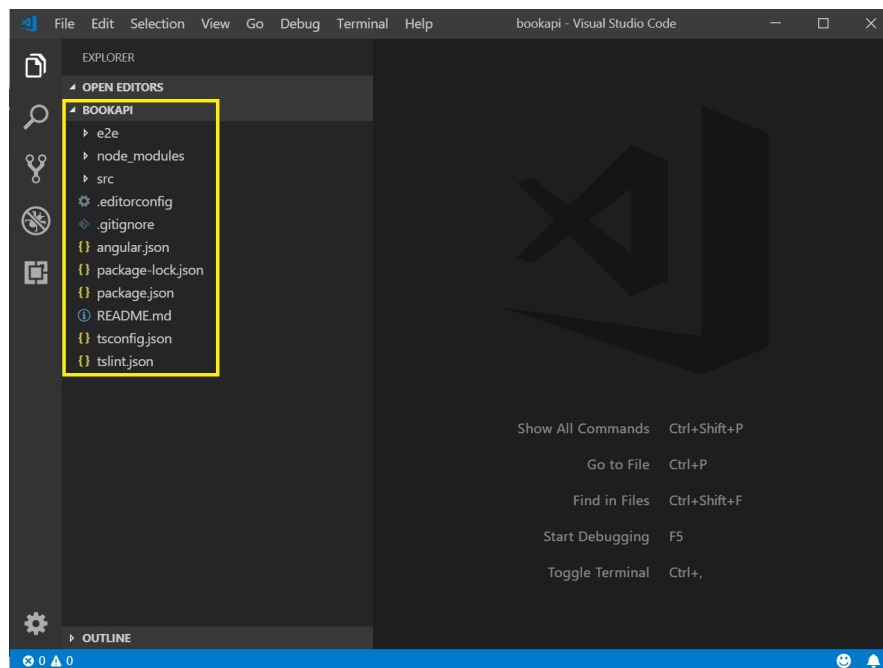 File Edit Selection View Go Debug Terminal Help bookapi - Visual Studio Code
EXPLORER
OPEN EDITORS
BOOKAPI
e2e
node_modules
src
.editorconfig
.gitignore
angular.json
package-lock.json
package.json
README.md
tsconfig.json
tslint.json
Show All Commands Ctrl+Shift+P
Go to File Ctrl+P
Find in Files Ctrl+Shift+F
Start Debugging F5
Toggle Terminal Ctrl+,
OUTLINE
0 0